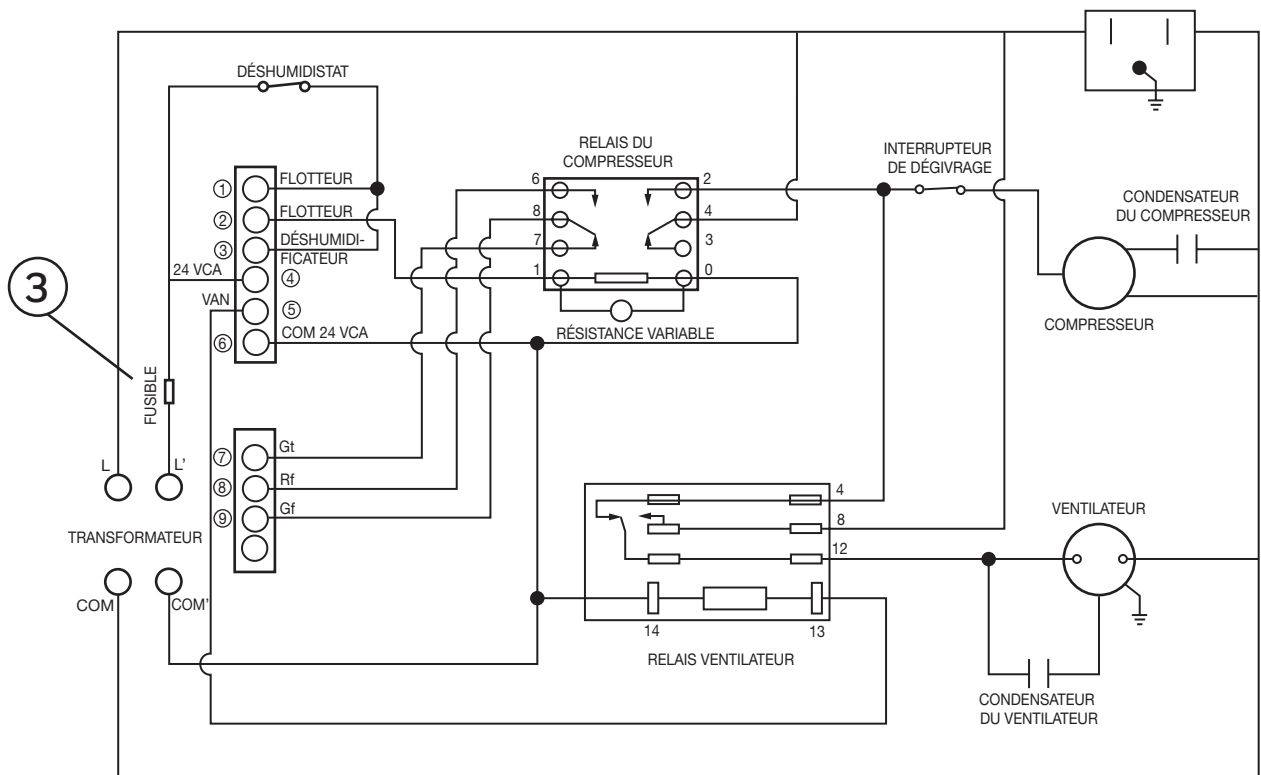 DÉSHUMIDISTAT
RELAIS DU
COMPRESSEUR
INTERRUPTEUR
DE DÉGIVRAGE
CONDENSATEUR
DU COMPRESSEUR
COMPRESSEUR
① FLOTTEUR
② FLOTTEUR
③ DÉSHUMIDI-
FICATEUR ④
24 VCA
VAN ⑤
⑥ COM 24 VCA
6
8
7
1
2
4
3
0
RÉSISTANCE VARIABLE
3
FUSIBLE
L
L'
TRANSFORMATEUR
COM
COM'
⑦ Gt
⑧ Rf
⑨ Gf
4
8
12
14
13
RELAIS VENTILATEUR
VENTILATEUR
CONDENSATEUR
DU VENTILATEUR